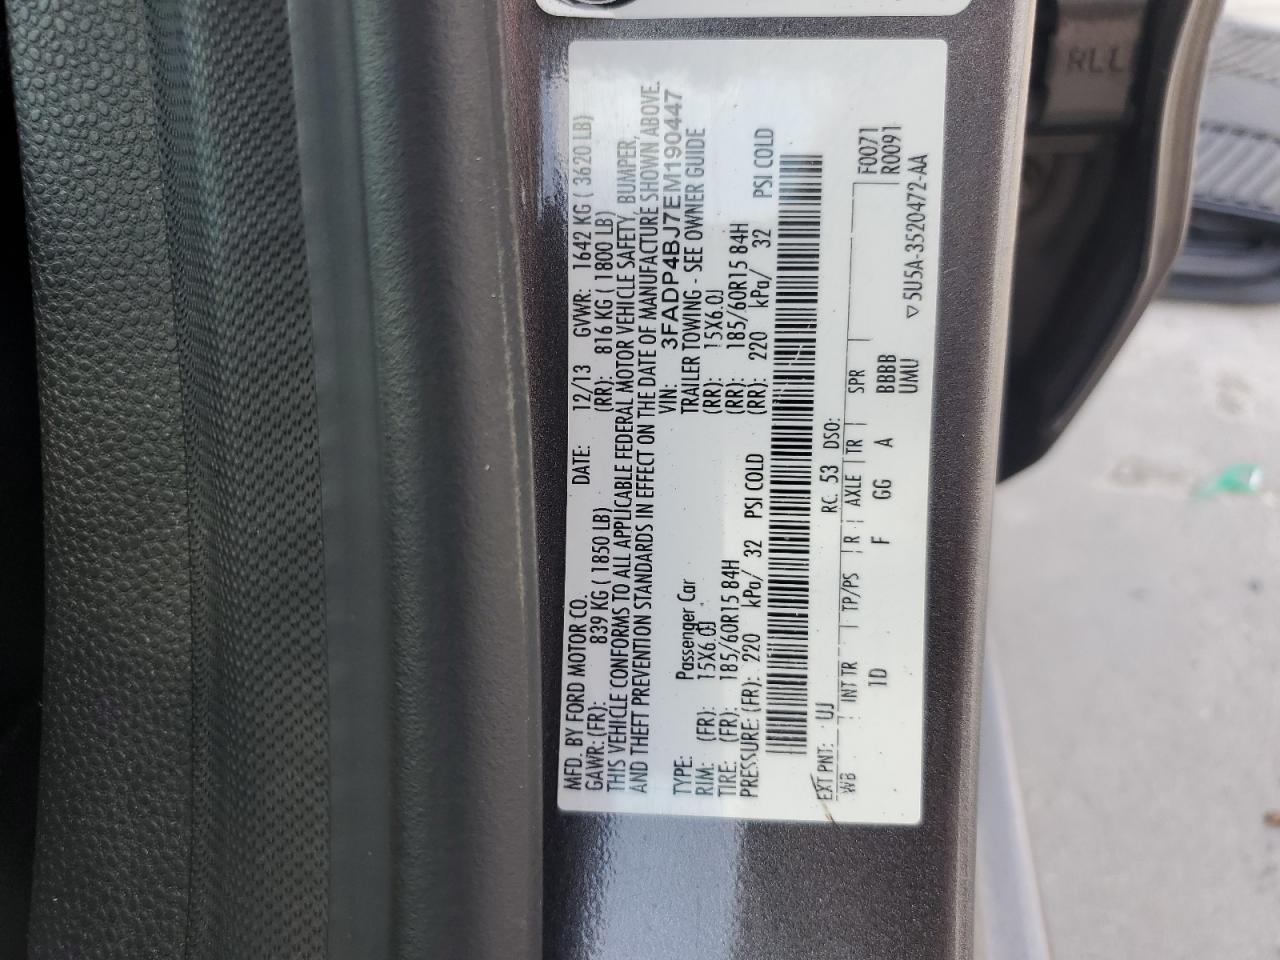 MFD. BY FORD MOTOR CO. DATE: 12/13 GVWR: 1642 KG ( 3620 LB)
GAWR: (FR): 839 KG ( 1850 LB) (RR): 816 KG ( 1800 LB)
THIS VEHICLE CONFORMS TO ALL APPLICABLE FEDERAL MOTOR VEHICLE SAFETY, BUMPER,
AND THEFT PREVENTION STANDARDS IN EFFECT ON THE DATE OF MANUFACTURE SHOWN ABOVE.
VIN: 3FADP4BJ7EM190447
TYPE: Passenger Car TRAILER TOWING - SEE OWNER GUIDE
RIM: (FR): 15X6.0J (RR): 15X6.0J
TIRE: (FR): 185/60R15 84H (RR): 185/60R15 84H
PRESSURE: (FR): 220 kPa/ 32 PSI COLD (RR): 220 kPa/ 32 PSI COLD
EXT PNT: UJ RC: 53 DSO:
WB INT TR TP/PS R AXLE TR SPR F0071
1D F GG A BBBB R0091
UMU
▽5U5A-3520472-AA
RLL